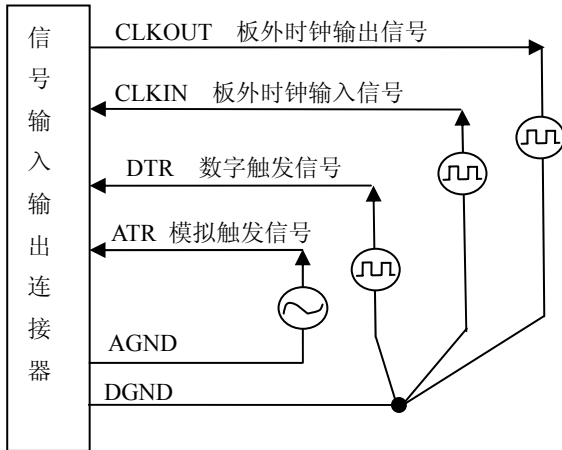 信号输入输出连接器
CLKOUT 板外时钟输出信号
CLKIN 板外时钟输入信号
DTR 数字触发信号
ATR 模拟触发信号
AGND
DGND